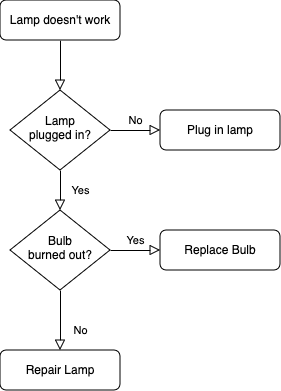 Lamp doesn't work
Lamp
plugged in?
No
Plug in lamp
Yes
Bulb
burned out?
Yes
Replace Bulb
No
Repair Lamp